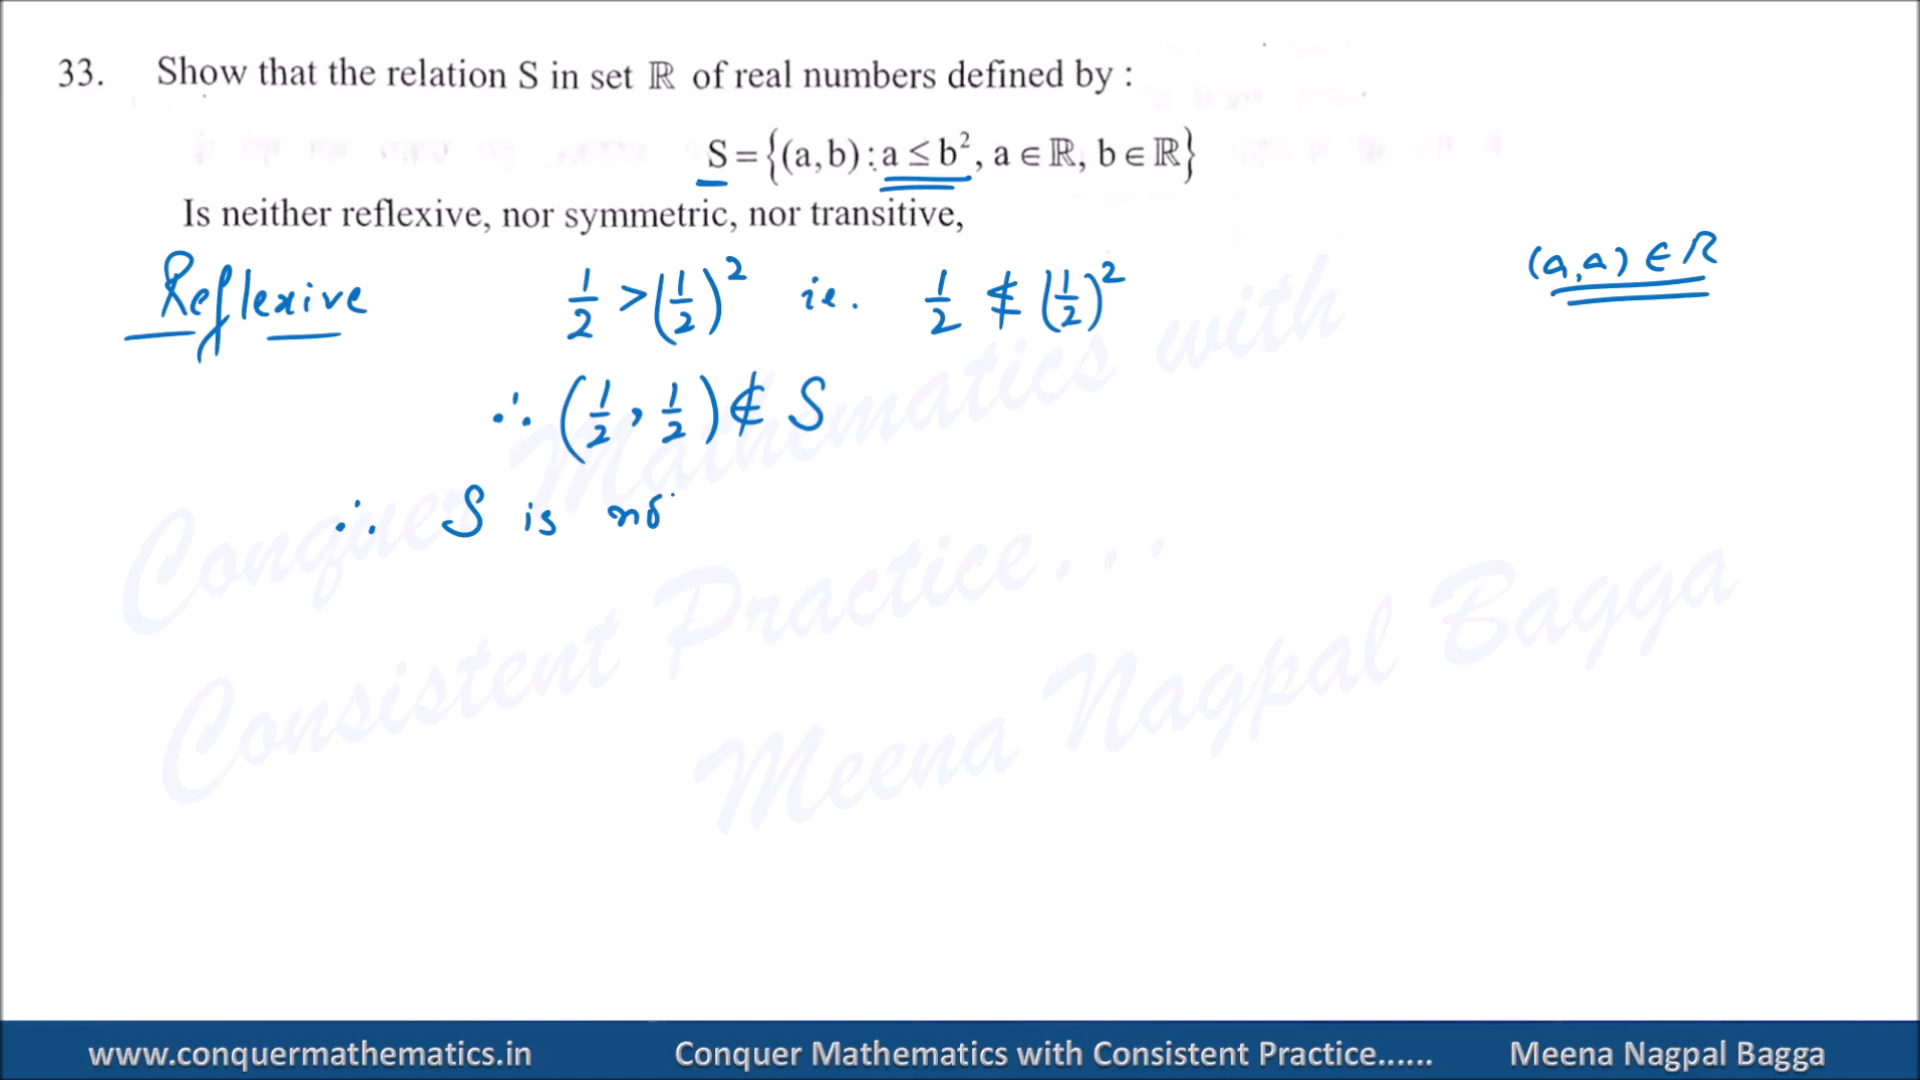 33. Show that the relation S in set ℝ of real numbers defined by :
S = {(a, b) : a ≤ b², a ∈ ℝ, b ∈ ℝ}
Is neither reflexive, nor symmetric, nor transitive,
(a,a) ∈ R
Reflexive 1/2 > (1/2)² ie. 1/2 ≰ (1/2)²
∴ (1/2, 1/2) ∉ S
∴ S is no
Conquer Mathematics with
Consistent Practice...
Meena Nagpal Bagga
www.conquermathematics.in Conquer Mathematics with Consistent Practice...... Meena Nagpal Bagga